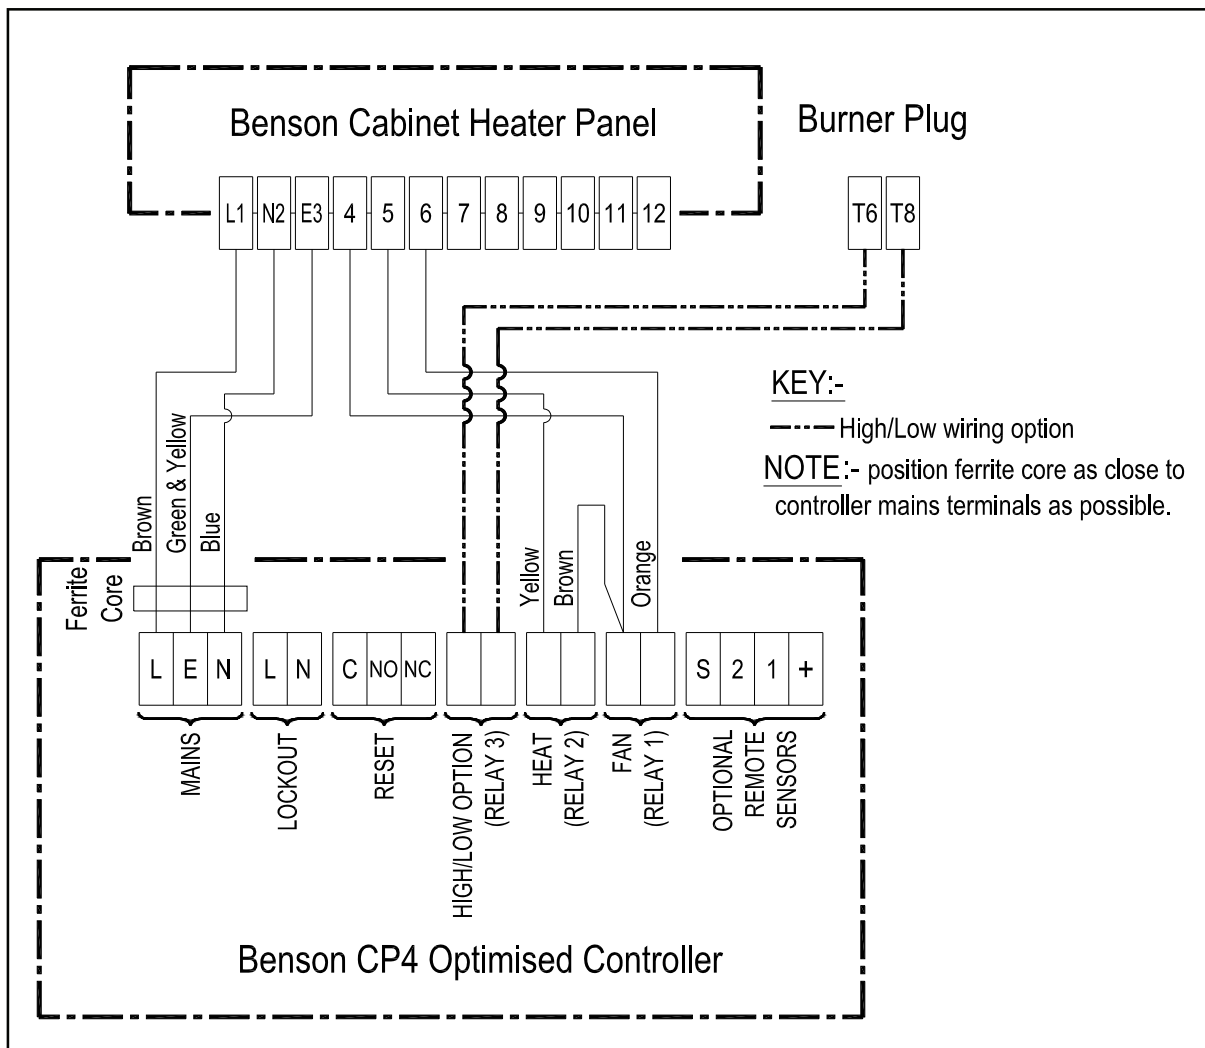 Benson Cabinet Heater Panel
Burner Plug
L1 N2 E3 4 5 6 7 8 9 10 11 12
T6 T8
KEY:-
High/Low wiring option
NOTE:- position ferrite core as close to
controller mains terminals as possible.
Brown
Green & Yellow
Blue
Yellow
Brown
Orange
Ferrite
Core
L E N
L N
C NO NC
S 2 1 +
MAINS
LOCKOUT
RESET
HIGH/LOW OPTION
(RELAY 3)
HEAT
(RELAY 2)
FAN
(RELAY 1)
OPTIONAL
REMOTE
SENSORS
Benson CP4 Optimised Controller